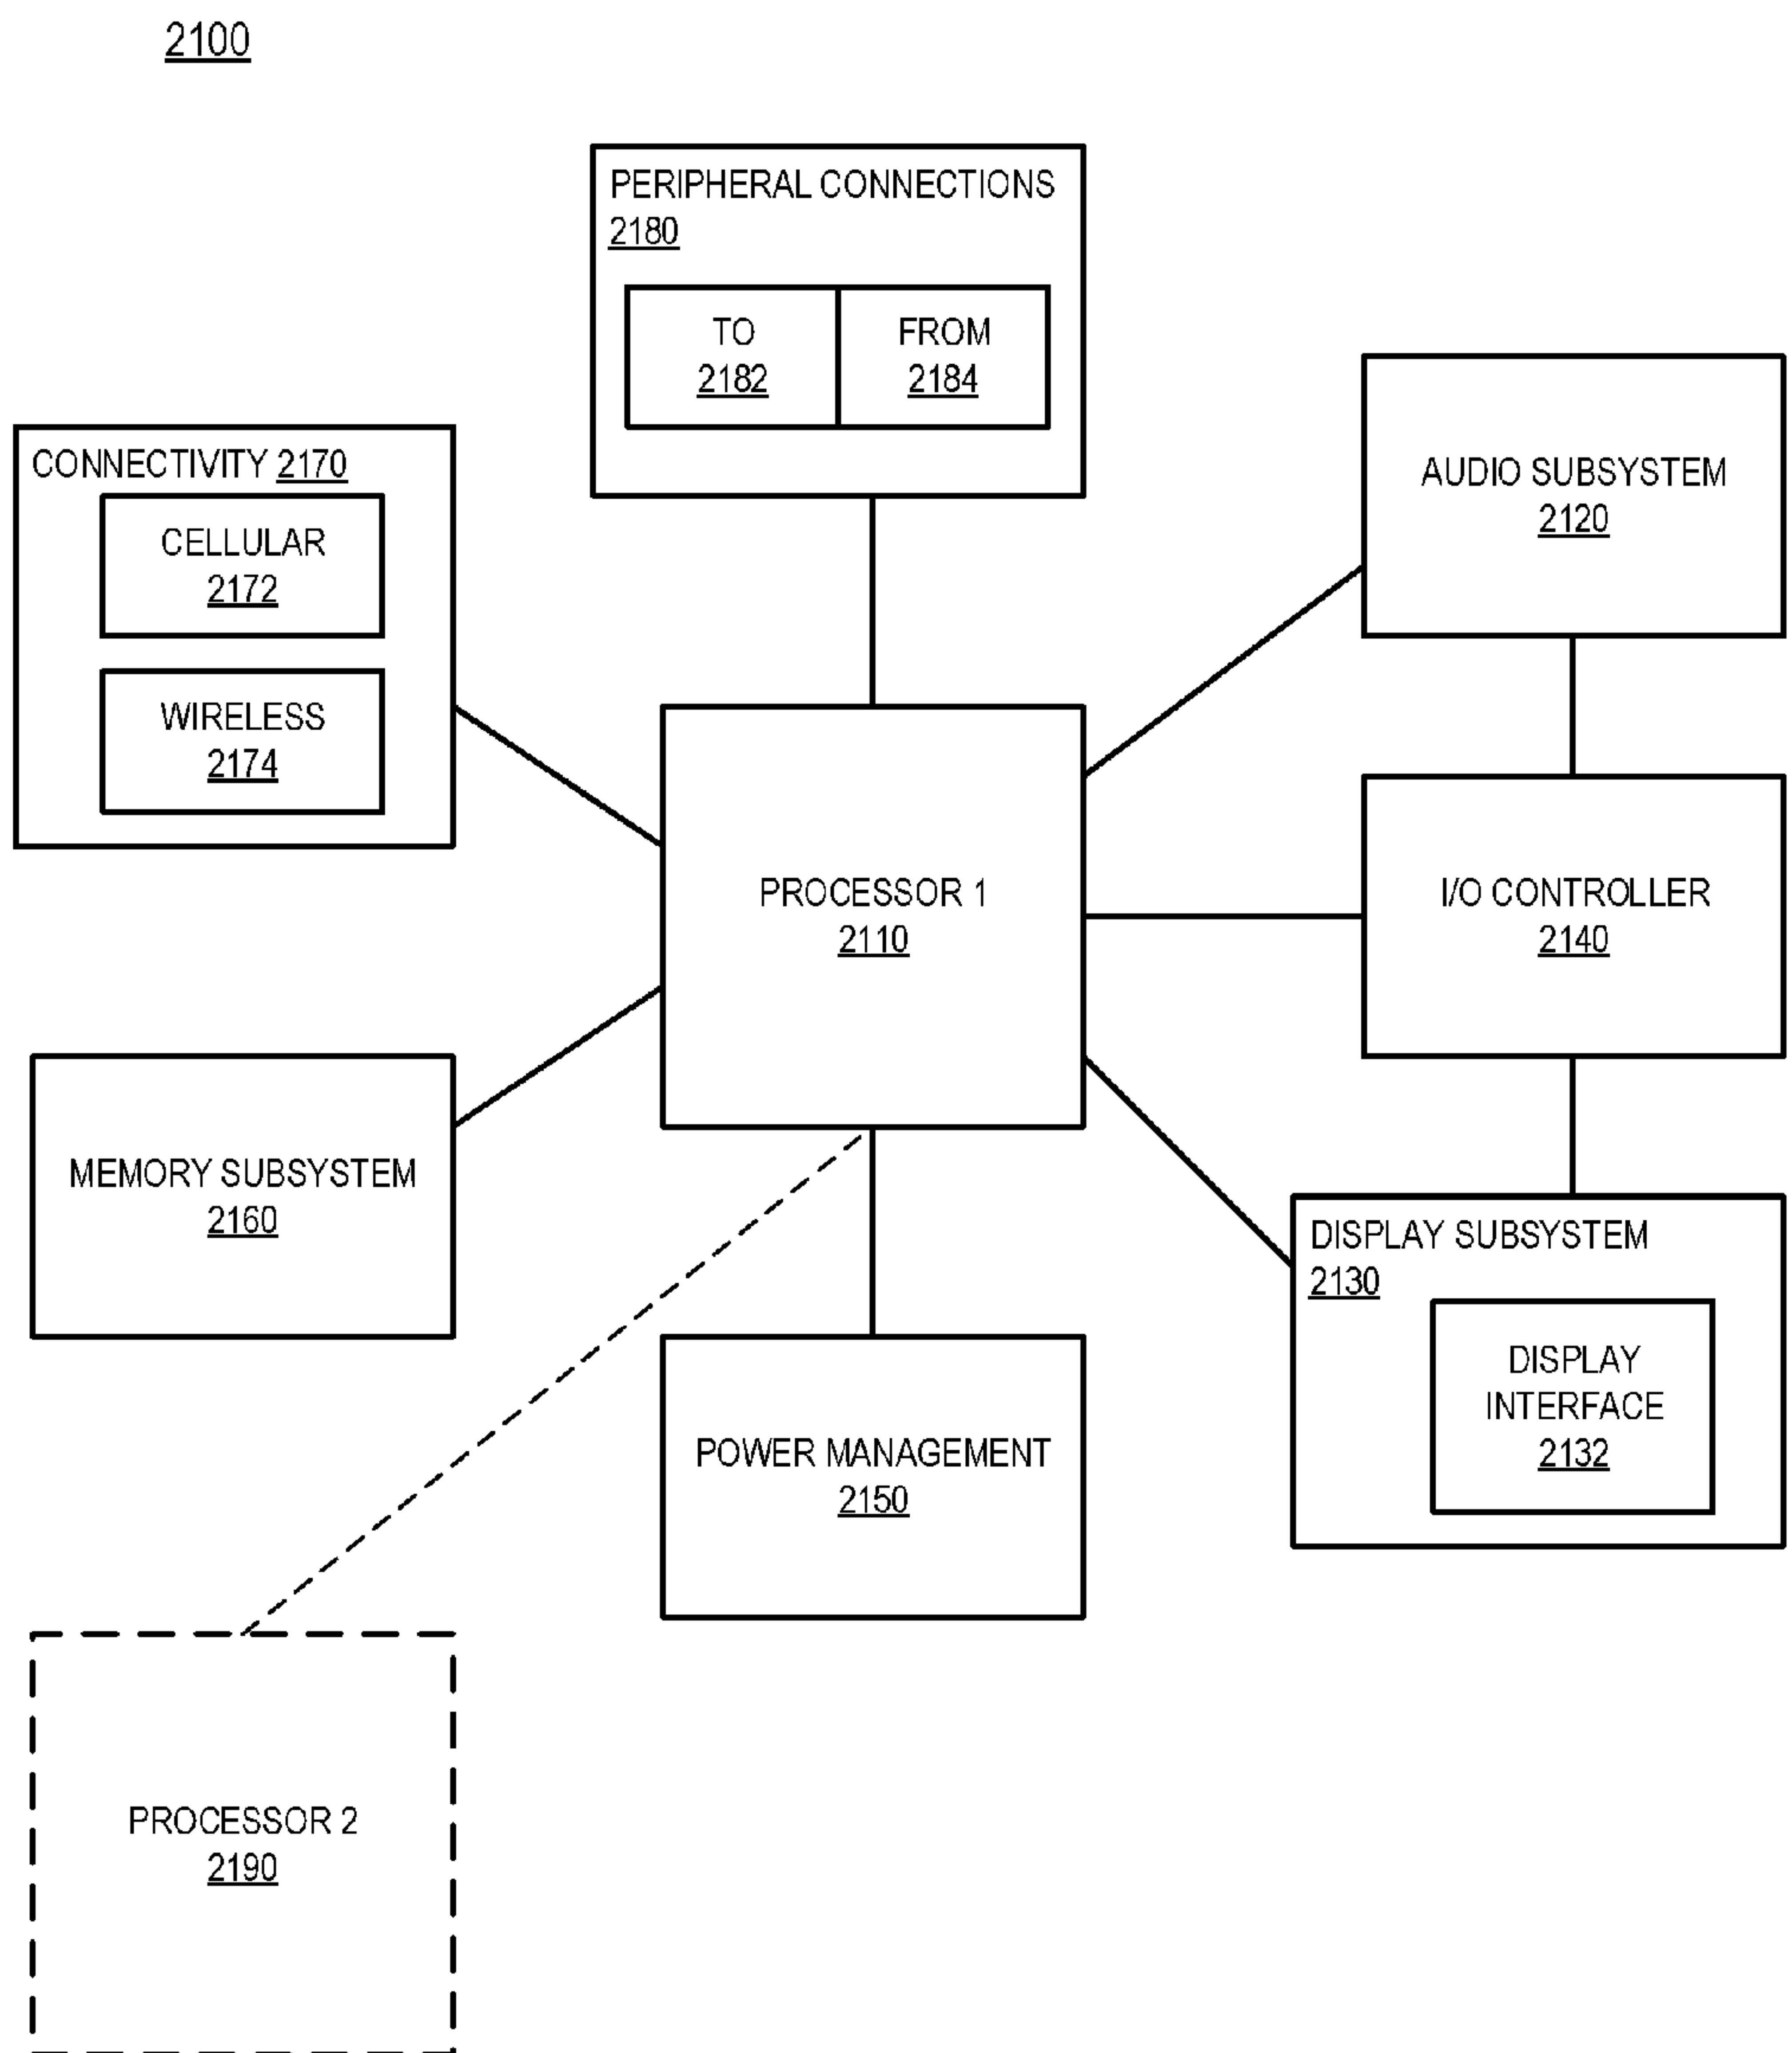 2100
PERIPHERAL CONNECTIONS
2180
TO
2182
FROM
2184
CONNECTIVITY 2170
CELLULAR
2172
WIRELESS
2174
AUDIO SUBSYSTEM
2120
PROCESSOR 1
2110
I/O CONTROLLER
2140
MEMORY SUBSYSTEM
2160
DISPLAY SUBSYSTEM
2130
DISPLAY
INTERFACE
2132
POWER MANAGEMENT
2150
PROCESSOR 2
2190